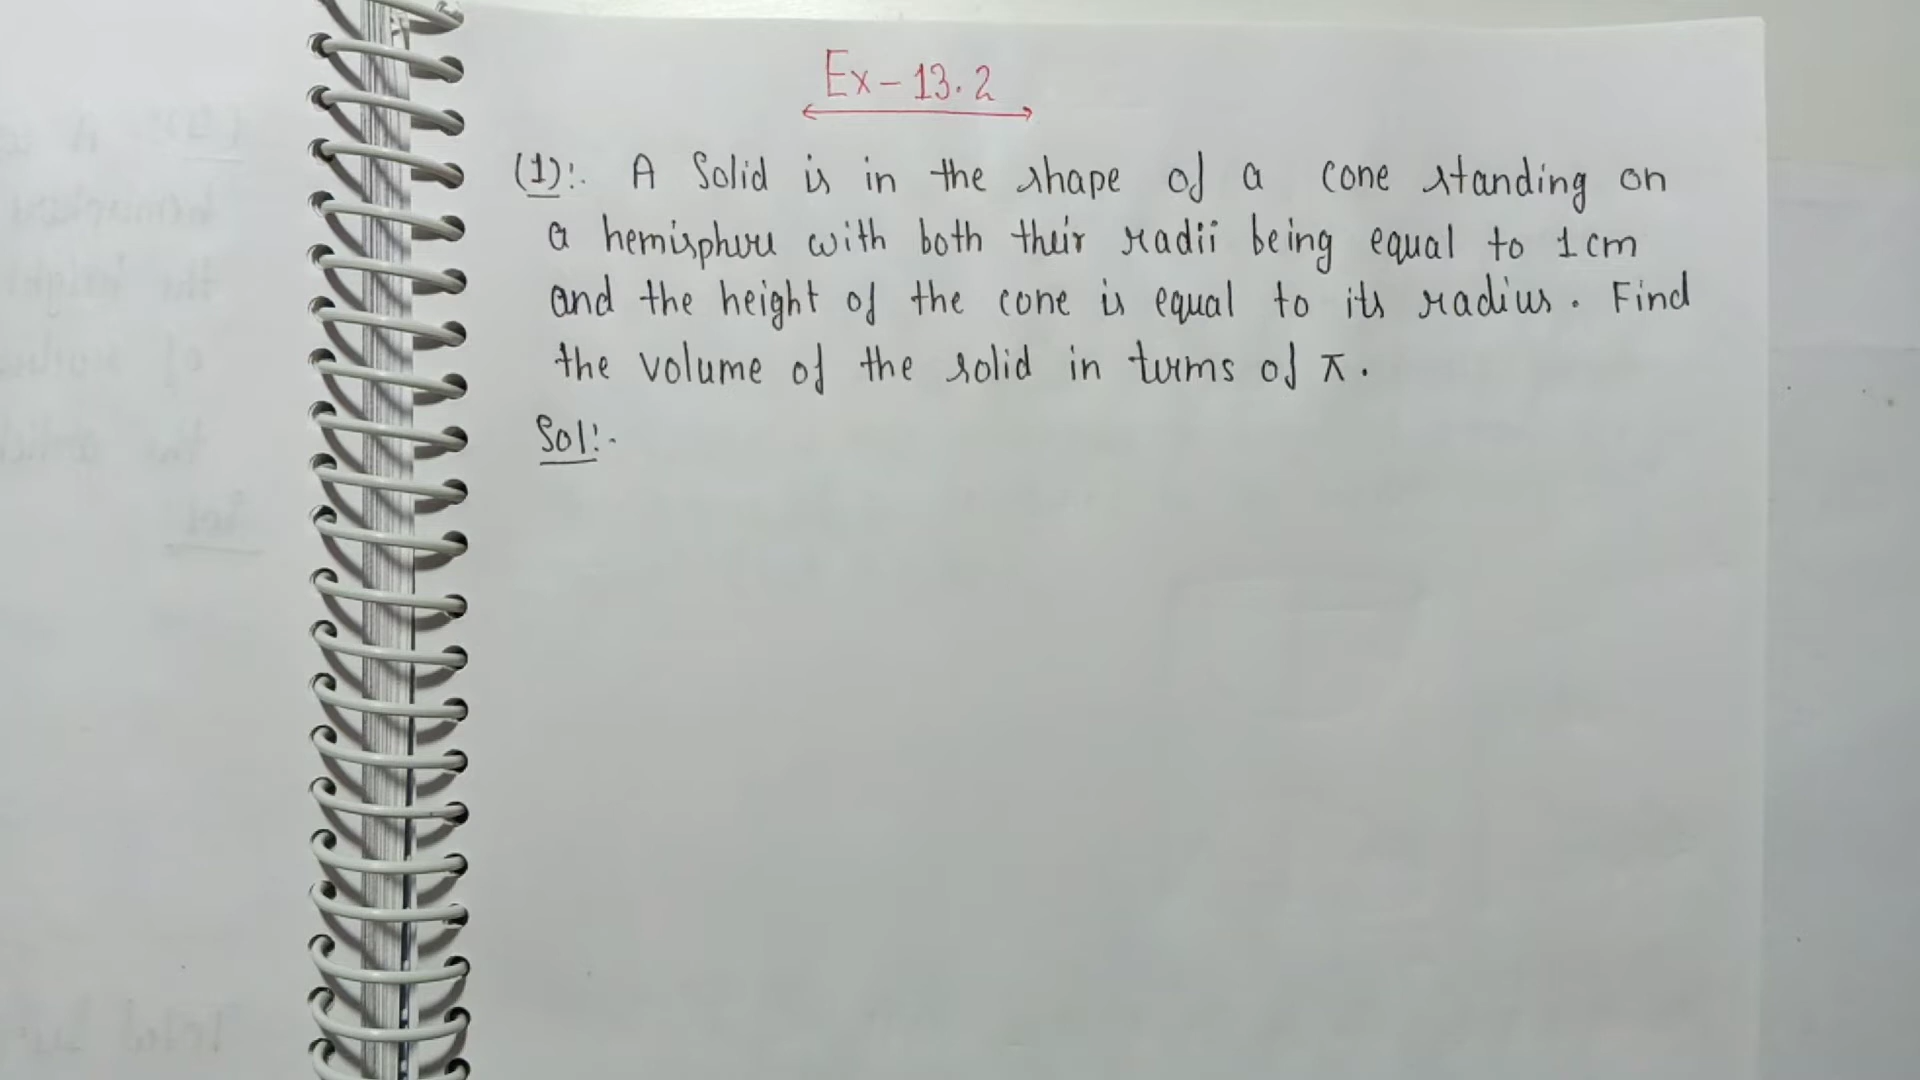 Ex - 13.2
(1):. A Solid is in the shape of a cone standing on
a hemisphere with both their radii being equal to 1 cm
and the height of the cone is equal to its radius. Find
the volume of the solid in terms of π.
Sol:.